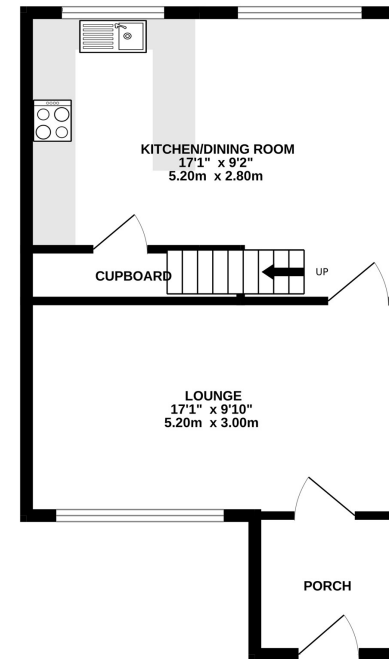 KITCHEN/DINING ROOM
17'1" x 9'2"
5.20m x 2.80m
CUPBOARD
UP
LOUNGE
17'1" x 9'10"
5.20m x 3.00m
PORCH